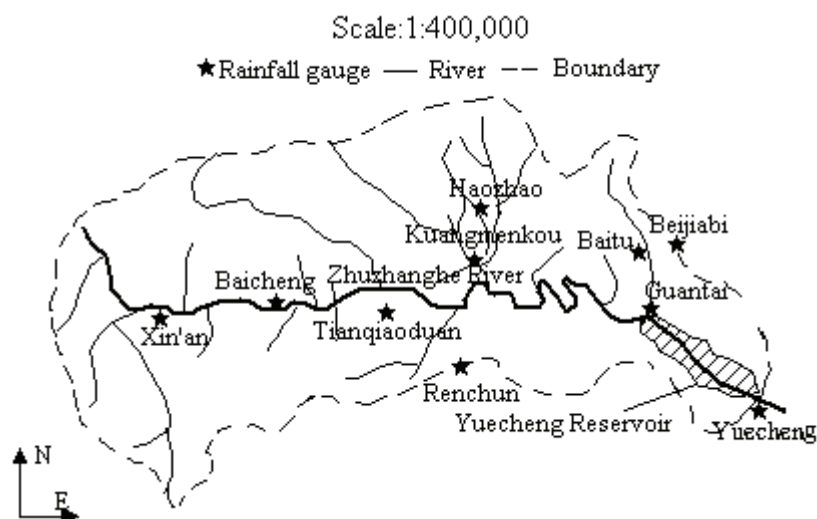 Scale:1:400,000
Rainfall gauge
River
Boundary
Haozhao
Kuangmenkou
Baitu
Beijiabi
Baicheng
Zhuzhanghe River
Guantai
Xin'an
Tianqiaoduan
Renchun
Yuecheng Reservoir
Yuecheng
N
E